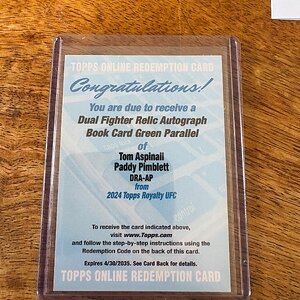 TOPPS ONLINE REDEMPTION CARD
Congratulations!
You are due to receive a
Dual Fighter Relic Autograph
Book Card Green Parallel
of
Tom Aspinall
Paddy Pimblett
DRA-AP
from
2024 Topps Royalty UFC
To receive the card indicated above,
visit www.Topps.com
and follow the step-by-step instructions using the
Redemption Code on the back of this card.
Expires 4/30/2035. See Card Back for details.
TOPPS ONLINE REDEMPTION CARD